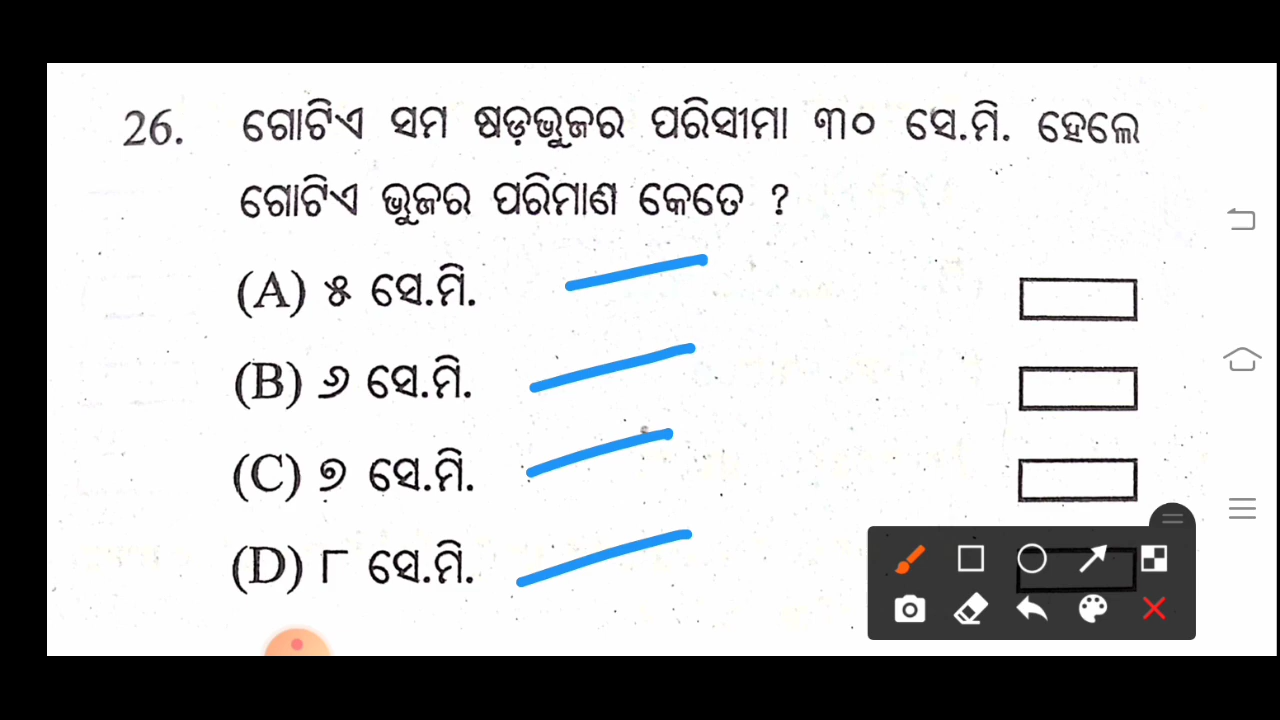 26. ଗୋଟିଏ ସମ ଷଡ଼ଭୁଜର ପରିସୀମା ୩୦ ସେ.ମି. ହେଲେ
ଗୋଟିଏ ଭୁଜର ପରିମାଣ କେତେ ?
(A) ୫ ସେ.ମି.
(B) ୬ ସେ.ମି.
(C) ୭ ସେ.ମି.
(D) ୮ ସେ.ମି.